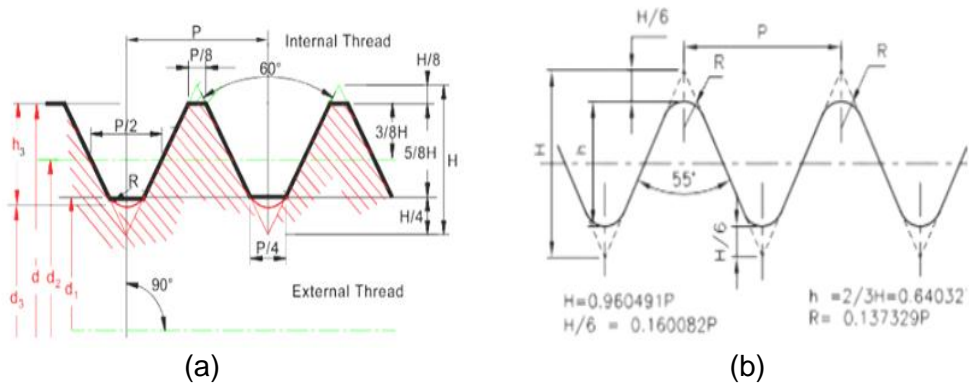 P
Internal Thread
P/8
H/8
60°
P/2
3/8H
5/8H
H
h₃
R
H/4
P/4
d₃
d
d₂
d₁
90°
External Thread
(a)
H/6
P
R
R
H
h
55°
H/6
H=0.960491P
H/6 = 0.160082P
h =2/3H=0.640327
R= 0.137329P
(b)